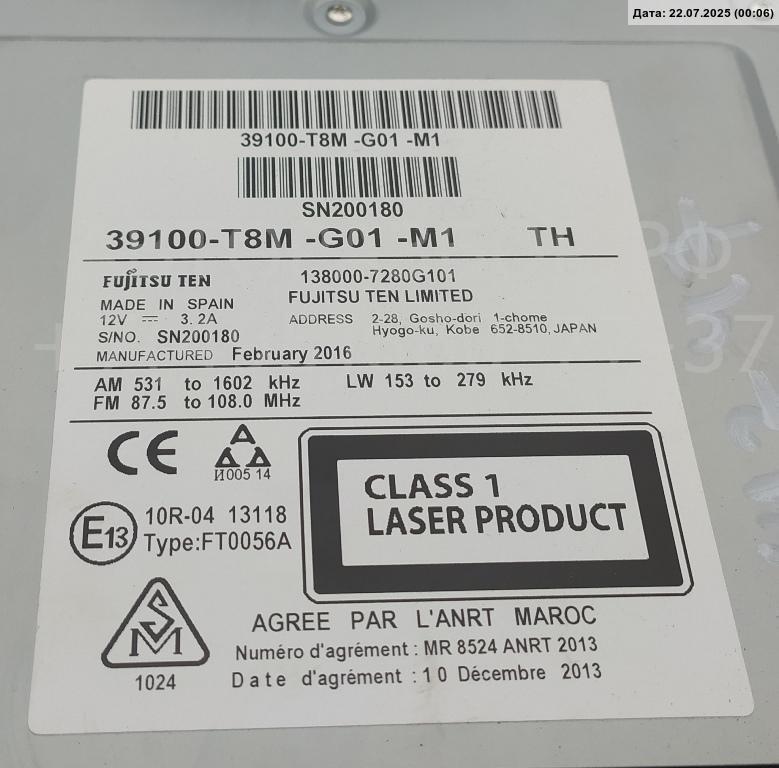 Дата: 22.07.2025 (00:06)
39100-T8M -G01 -M1
SN200180
39100-T8M -G01 -M1 TH
FUJITSU TEN 138000-7280G101
MADE IN SPAIN FUJITSU TEN LIMITED
12V 3.2A ADDRESS 2-28, Gosho-dori 1-chome
S/NO. SN200180 Hyogo-ku, Kobe 652-8510, JAPAN
MANUFACTURED February 2016
AM 531 to 1602 kHz LW 153 to 279 kHz
FM 87.5 to 108.0 MHz
CE
И005 14
CLASS 1
LASER PRODUCT
E13 10R-04 13118
Type:FT0056A
SM
1024
AGREE PAR L'ANRT MAROC
Numéro d'agrément : MR 8524 ANRT 2013
Date d'agrément : 10 Décembre 2013